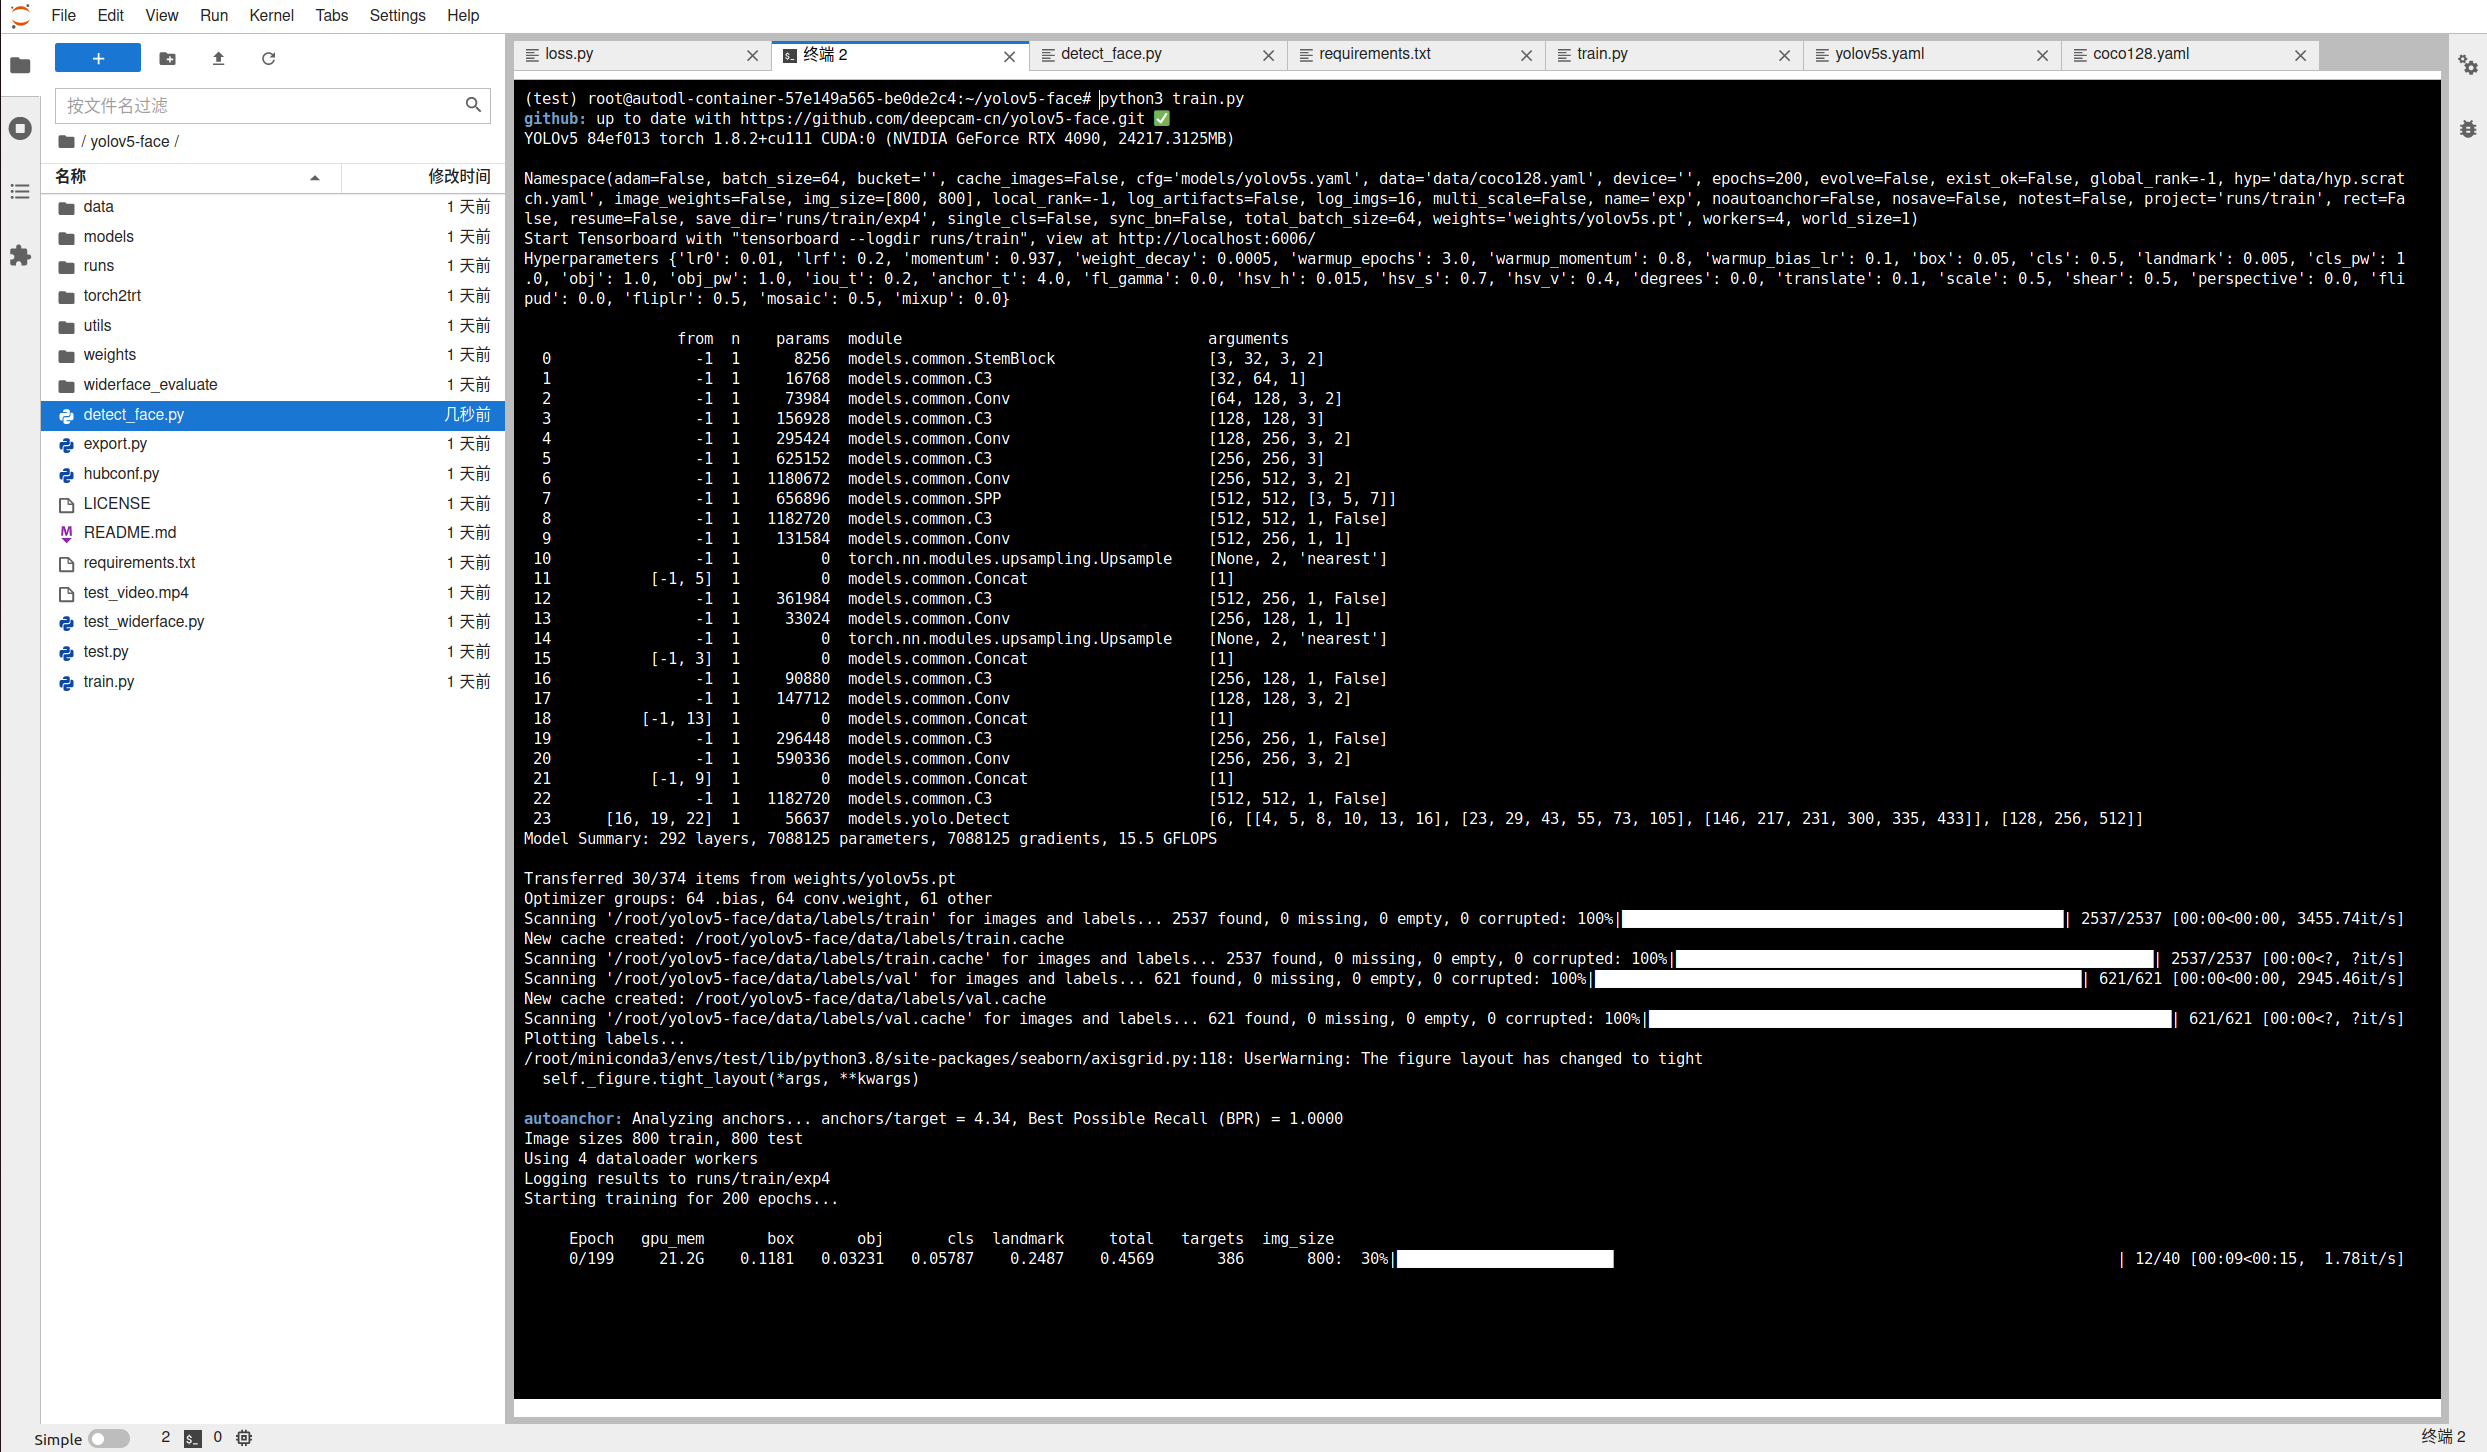 File Edit View Run Kernel Tabs Settings Help
按文件名过滤
/ yolov5-face /
名称 修改时间
data 1 天前
models 1 天前
runs 1 天前
torch2trt 1 天前
utils 1 天前
weights 1 天前
widerface_evaluate 1 天前
detect_face.py 几秒前
export.py 1 天前
hubconf.py 1 天前
LICENSE 1 天前
README.md 1 天前
requirements.txt 1 天前
test_video.mp4 1 天前
test_widerface.py 1 天前
test.py 1 天前
train.py 1 天前
loss.py 终端 2 detect_face.py requirements.txt train.py yolov5s.yaml coco128.yaml
(test) root@autodl-container-57e149a565-be0de2c4:~/yolov5-face# python3 train.py
github: up to date with https://github.com/deepcam-cn/yolov5-face.git ✅
YOLOv5 84ef013 torch 1.8.2+cu111 CUDA:0 (NVIDIA GeForce RTX 4090, 24217.3125MB)
Namespace(adam=False, batch_size=64, bucket='', cache_images=False, cfg='models/yolov5s.yaml', data='data/coco128.yaml', device='', epochs=200, evolve=False, exist_ok=False, global_rank=-1, hyp='data/hyp.scrat
ch.yaml', image_weights=False, img_size=[800, 800], local_rank=-1, log_artifacts=False, log_imgs=16, multi_scale=False, name='exp', noautoanchor=False, nosave=False, notest=False, project='runs/train', rect=Fa
lse, resume=False, save_dir='runs/train/exp4', single_cls=False, sync_bn=False, total_batch_size=64, weights='weights/yolov5s.pt', workers=4, world_size=1)
Start Tensorboard with "tensorboard --logdir runs/train", view at http://localhost:6006/
Hyperparameters {'lr0': 0.01, 'lrf': 0.2, 'momentum': 0.937, 'weight_decay': 0.0005, 'warmup_epochs': 3.0, 'warmup_momentum': 0.8, 'warmup_bias_lr': 0.1, 'box': 0.05, 'cls': 0.5, 'landmark': 0.005, 'cls_pw': 1
.0, 'obj': 1.0, 'obj_pw': 1.0, 'iou_t': 0.2, 'anchor_t': 4.0, 'fl_gamma': 0.0, 'hsv_h': 0.015, 'hsv_s': 0.7, 'hsv_v': 0.4, 'degrees': 0.0, 'translate': 0.1, 'scale': 0.5, 'shear': 0.5, 'perspective': 0.0, 'fli
pud': 0.0, 'fliplr': 0.5, 'mosaic': 0.5, 'mixup': 0.0}
from n params module arguments
0 -1 1 8256 models.common.StemBlock [3, 32, 3, 2]
1 -1 1 16768 models.common.C3 [32, 64, 1]
2 -1 1 73984 models.common.Conv [64, 128, 3, 2]
3 -1 1 156928 models.common.C3 [128, 128, 3]
4 -1 1 295424 models.common.Conv [128, 256, 3, 2]
5 -1 1 625152 models.common.C3 [256, 256, 3]
6 -1 1 1180672 models.common.Conv [256, 512, 3, 2]
7 -1 1 656896 models.common.SPP [512, 512, [3, 5, 7]]
8 -1 1 1182720 models.common.C3 [512, 512, 1, False]
9 -1 1 131584 models.common.Conv [512, 256, 1, 1]
10 -1 1 0 torch.nn.modules.upsampling.Upsample [None, 2, 'nearest']
11 [-1, 5] 1 0 models.common.Concat [1]
12 -1 1 361984 models.common.C3 [512, 256, 1, False]
13 -1 1 33024 models.common.Conv [256, 128, 1, 1]
14 -1 1 0 torch.nn.modules.upsampling.Upsample [None, 2, 'nearest']
15 [-1, 3] 1 0 models.common.Concat [1]
16 -1 1 90880 models.common.C3 [256, 128, 1, False]
17 -1 1 147712 models.common.Conv [128, 128, 3, 2]
18 [-1, 13] 1 0 models.common.Concat [1]
19 -1 1 296448 models.common.C3 [256, 256, 1, False]
20 -1 1 590336 models.common.Conv [256, 256, 3, 2]
21 [-1, 9] 1 0 models.common.Concat [1]
22 -1 1 1182720 models.common.C3 [512, 512, 1, False]
23 [16, 19, 22] 1 56637 models.yolo.Detect [6, [[4, 5, 8, 10, 13, 16], [23, 29, 43, 55, 73, 105], [146, 217, 231, 300, 335, 433]], [128, 256, 512]]
Model Summary: 292 layers, 7088125 parameters, 7088125 gradients, 15.5 GFLOPS
Transferred 30/374 items from weights/yolov5s.pt
Optimizer groups: 64 .bias, 64 conv.weight, 61 other
Scanning '/root/yolov5-face/data/labels/train' for images and labels... 2537 found, 0 missing, 0 empty, 0 corrupted: 100%| | 2537/2537 [00:00<00:00, 3455.74it/s]
New cache created: /root/yolov5-face/data/labels/train.cache
Scanning '/root/yolov5-face/data/labels/train.cache' for images and labels... 2537 found, 0 missing, 0 empty, 0 corrupted: 100%| | 2537/2537 [00:00<?, ?it/s]
Scanning '/root/yolov5-face/data/labels/val' for images and labels... 621 found, 0 missing, 0 empty, 0 corrupted: 100%| | 621/621 [00:00<00:00, 2945.46it/s]
New cache created: /root/yolov5-face/data/labels/val.cache
Scanning '/root/yolov5-face/data/labels/val.cache' for images and labels... 621 found, 0 missing, 0 empty, 0 corrupted: 100%| | 621/621 [00:00<?, ?it/s]
Plotting labels...
/root/miniconda3/envs/test/lib/python3.8/site-packages/seaborn/axisgrid.py:118: UserWarning: The figure layout has changed to tight
self._figure.tight_layout(*args, **kwargs)
autoanchor: Analyzing anchors... anchors/target = 4.34, Best Possible Recall (BPR) = 1.0000
Image sizes 800 train, 800 test
Using 4 dataloader workers
Logging results to runs/train/exp4
Starting training for 200 epochs...
Epoch gpu_mem box obj cls landmark total targets img_size
0/199 21.2G 0.1181 0.03231 0.05787 0.2487 0.4569 386 800: 30%| | 12/40 [00:09<00:15, 1.78it/s]
Simple 2 0 终端 2